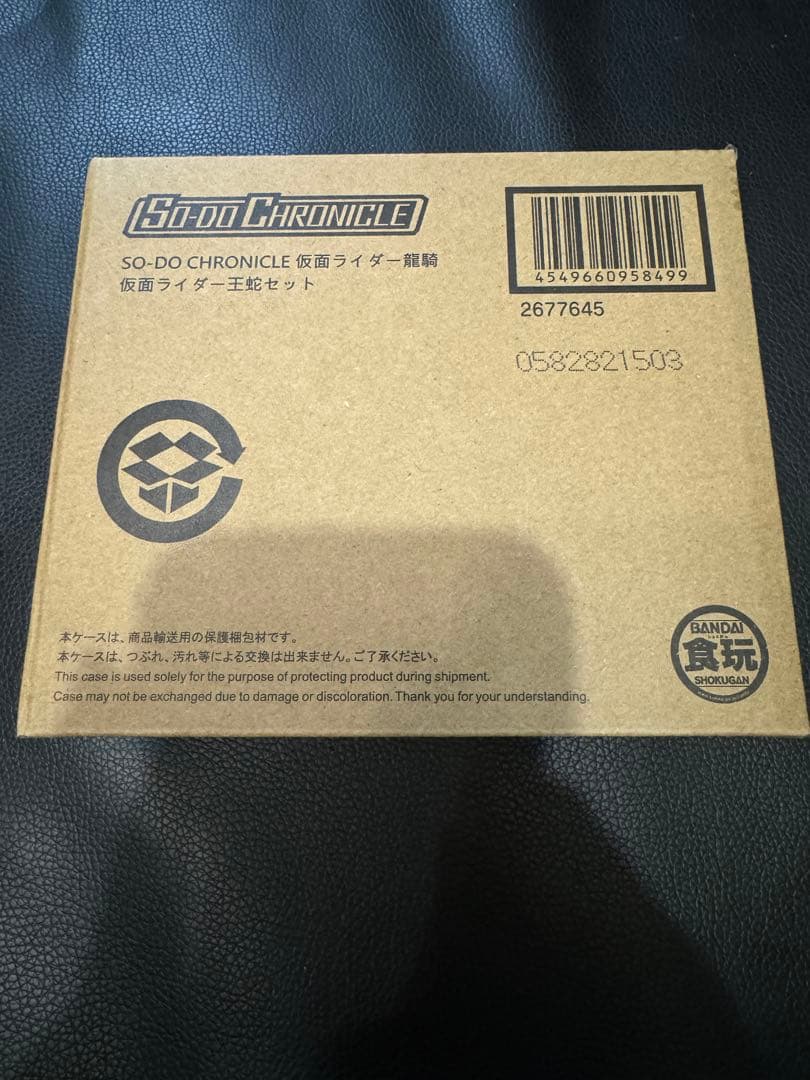 SO-DO CHRONICLE
SO-DO CHRONICLE 仮面ライダー龍騎
仮面ライダー王蛇セット
4549660958499
2677645
0582821503
本ケースは、商品輸送用の保護梱包材です。
本ケースは、つぶれ、汚れ等による交換は出来ません。ご了承ください。
This case is used solely for the purpose of protecting product during shipment.
Case may not be exchanged due to damage or discoloration. Thank you for your understanding.
BANDAI
食玩
SHOKUGAN